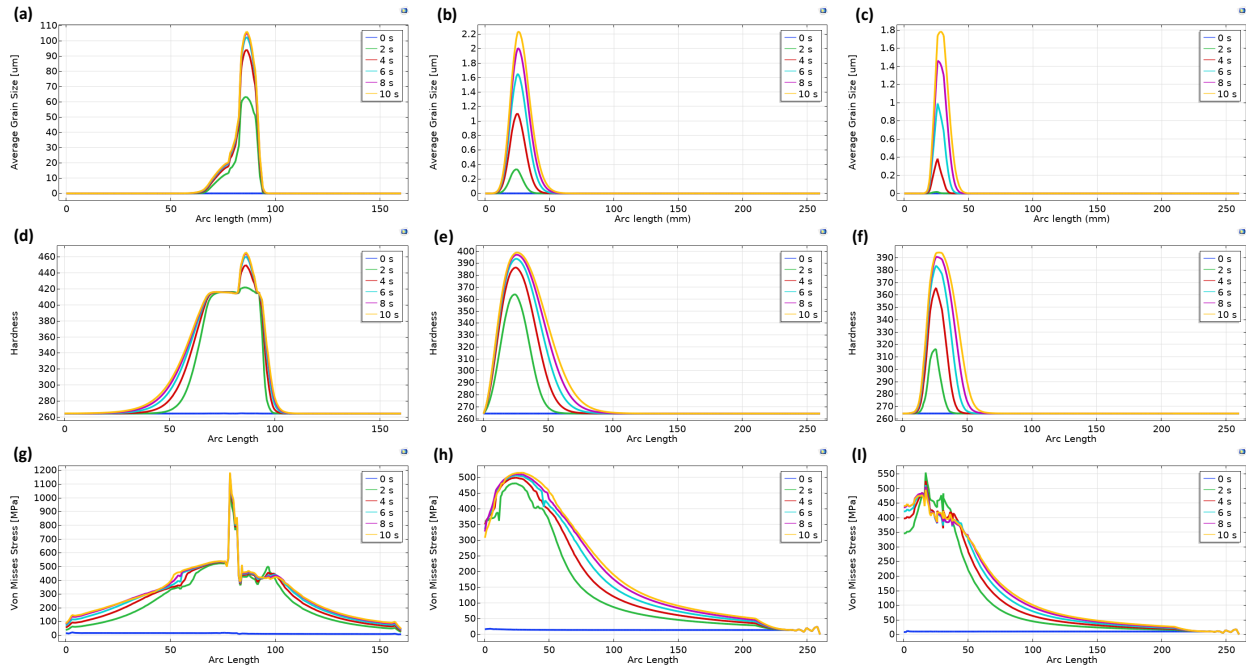 (a)
Average Grain Size [um]
110
100
90
80
70
60
50
40
30
20
10
0
0 50 100 150
Arc length (mm)
0 s
2 s
4 s
6 s
8 s
10 s
(b)
Average Grain Size [um]
2.2
2
1.8
1.6
1.4
1.2
1
0.8
0.6
0.4
0.2
0
0 50 100 150 200 250
Arc length (mm)
0 s
2 s
4 s
6 s
8 s
10 s
(c)
Average Grain Size [um]
1.8
1.6
1.4
1.2
1
0.8
0.6
0.4
0.2
0
0 50 100 150 200 250
Arc length (mm)
0 s
2 s
4 s
6 s
8 s
10 s
(d)
Hardness
460
440
420
400
380
360
340
320
300
280
260
0 50 100 150
Arc Length
0 s
2 s
4 s
6 s
8 s
10 s
(e)
Hardness
400
390
380
370
360
350
340
330
320
310
300
290
280
270
260
0 50 100 150 200 250
Arc Length
0 s
2 s
4 s
6 s
8 s
10 s
(f)
Hardness
390
380
370
360
350
340
330
320
310
300
290
280
270
260
0 50 100 150 200 250
Arc Length
0 s
2 s
4 s
6 s
8 s
10 s
(g)
Von Misses Stress [MPa]
1200
1100
1000
900
800
700
600
500
400
300
200
100
0
0 50 100 150
Arc Length
0 s
2 s
4 s
6 s
8 s
10 s
(h)
Von Misses Stress [MPa]
500
450
400
350
300
250
200
150
100
50
0
0 50 100 150 200 250
Arc Length
0 s
2 s
4 s
6 s
8 s
10 s
(I)
Von Misses Stress [MPa]
550
500
450
400
350
300
250
200
150
100
50
0
0 50 100 150 200 250
Arc Length
0 s
2 s
4 s
6 s
8 s
10 s